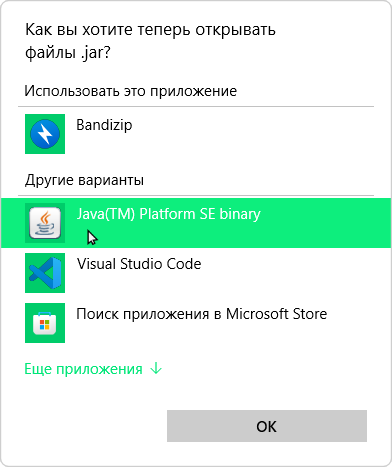 Как вы хотите теперь открывать
файлы .jar?
Использовать это приложение
Bandizip
Другие варианты
Java(TM) Platform SE binary
Visual Studio Code
Поиск приложения в Microsoft Store
Еще приложения ↓
ОК